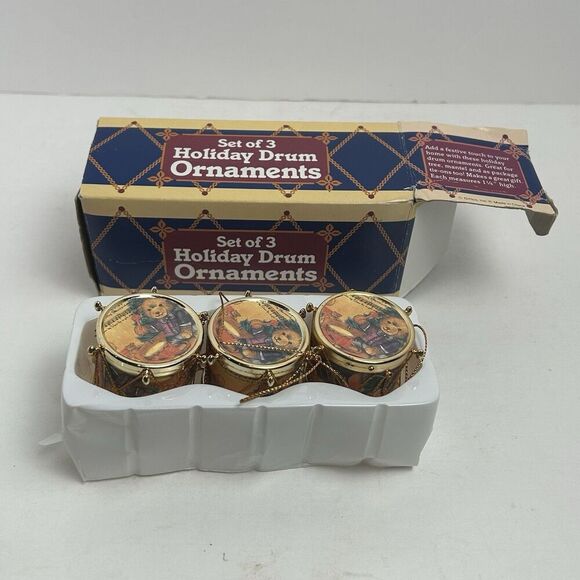 Set of 3
Holiday Drum
Ornaments
Add a festive touch to your
home with these holiday
drum ornaments. Great for
tree, mantel and as package
tie-ons too! Makes a great gift
Each measures 1¼" high.
Set of 3
Holiday Drum
Ornaments